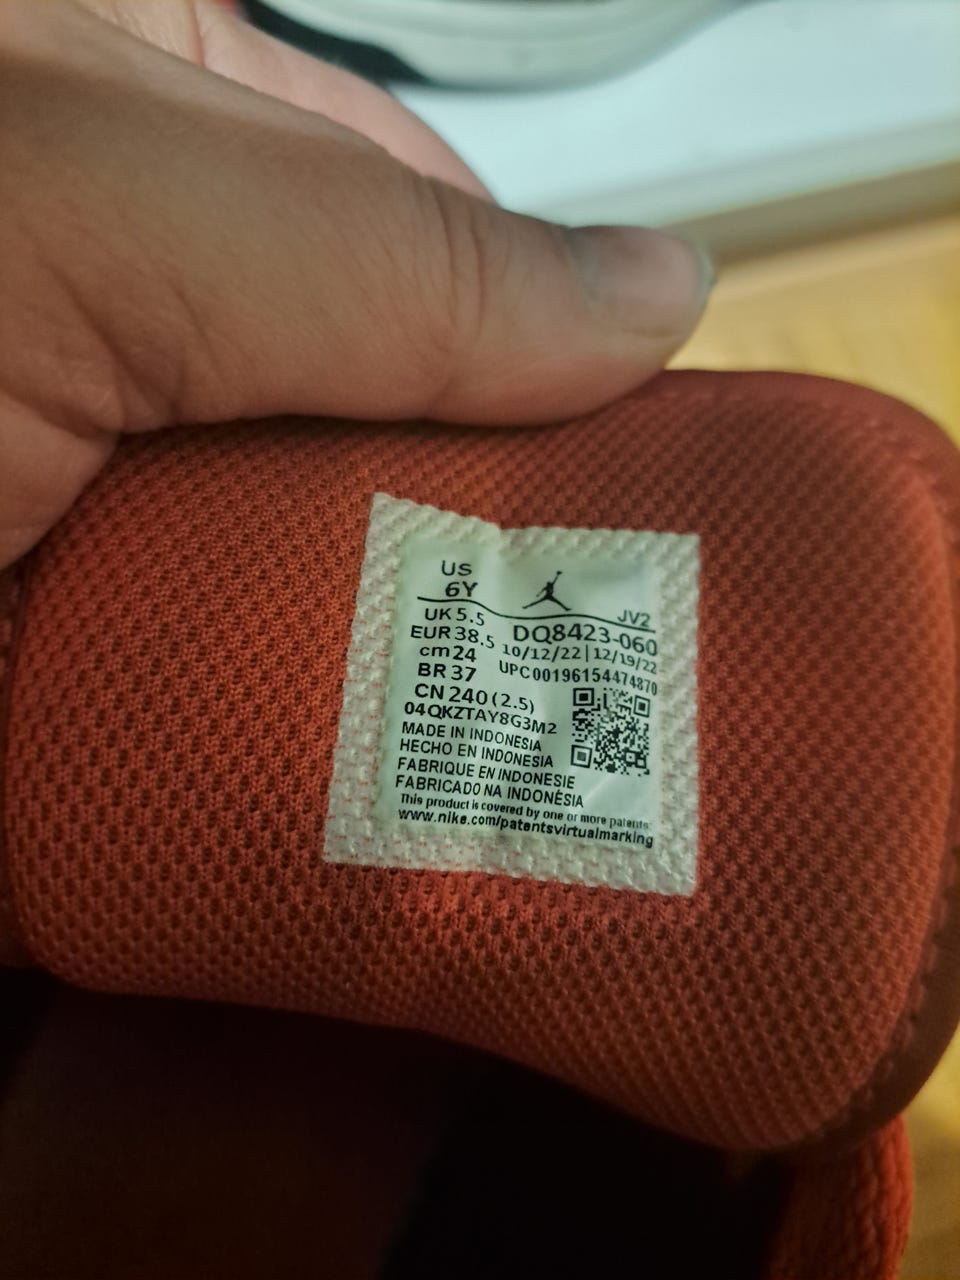 US
6Y
JV2
UK 5.5
DQ8423-060
EUR 38.5
10/12/22 | 12/19/22
cm 24
UPC00196154474870
BR 37
CN 240 (2.5)
04QKZTAY8G3M2
MADE IN INDONESIA
HECHO EN INDONESIA
FABRIQUE EN INDONESIE
FABRICADO NA INDONÉSIA
This product is covered by one or more patents:
www.nike.com/patentsvirtualmarking